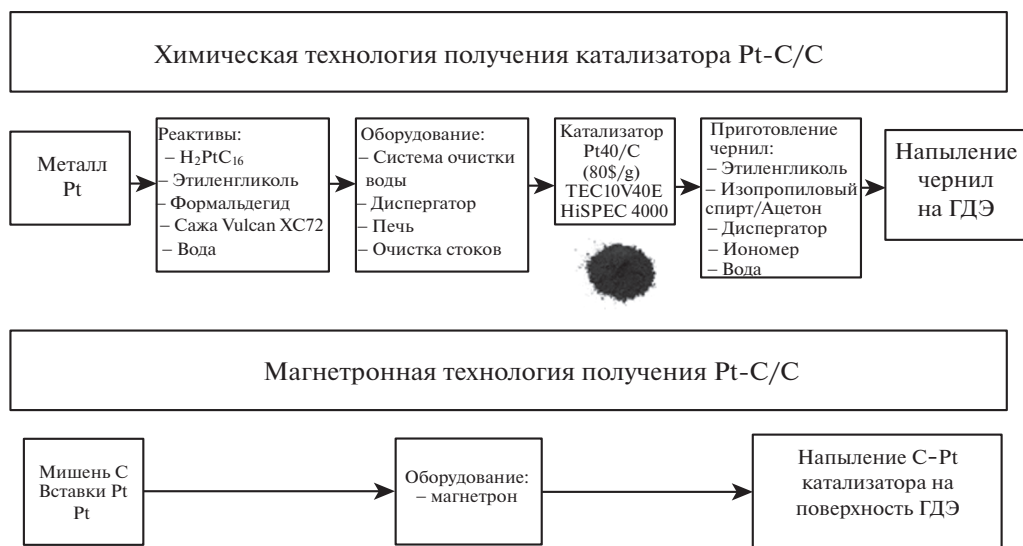 Химическая технология получения катализатора Pt-C/C
Металл
Pt
Реактивы:
– H₂PtC₁₆
– Этиленгликоль
– Формальдегид
– Сажа Vulcan XC72
– Вода
Оборудование:
– Система очистки
воды
– Диспергатор
– Печь
– Очистка стоков
Катализатор
Pt40/C
(80$/g)
TEC10V40E
HiSPEC 4000
Приготовление
чернил:
– Этиленгликоль
– Изопропиловый
спирт/Ацетон
– Диспергатор
– Иономер
– Вода
Напыление
чернил
на ГДЭ
Магнетронная технология получения Pt-C/C
Мишень C
Вставки Pt
Pt
Оборудование:
– магнетрон
Напыление C–Pt
катализатора на
поверхность ГДЭ